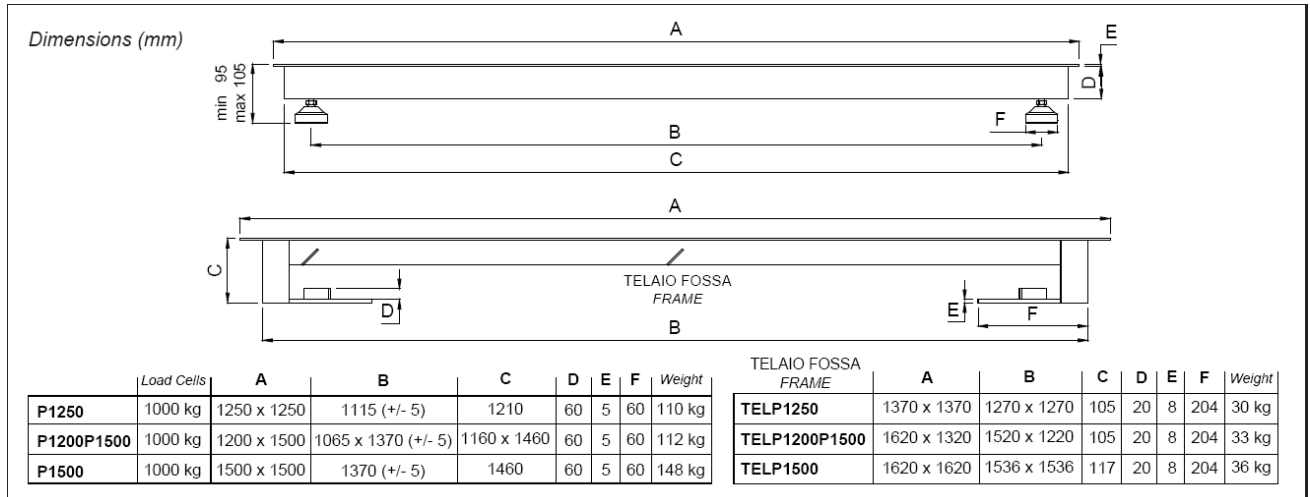 Dimensions (mm)
A
E
D
min 95
max 105
F
B
C
A
C
TELAIO FOSSA
FRAME
D
E
F
B
Load Cells A B C D E F Weight
P1250 1000 kg 1250 x 1250 1115 (+/- 5) 1210 60 5 60 110 kg
P1200P1500 1000 kg 1200 x 1500 1065 x 1370 (+/- 5) 1160 x 1460 60 5 60 112 kg
P1500 1000 kg 1500 x 1500 1370 (+/- 5) 1460 60 5 60 148 kg
TELAIO FOSSA
FRAME A B C D E F Weight
TELP1250 1370 x 1370 1270 x 1270 105 20 8 204 30 kg
TELP1200P1500 1620 x 1320 1520 x 1220 105 20 8 204 33 kg
TELP1500 1620 x 1620 1536 x 1536 117 20 8 204 36 kg